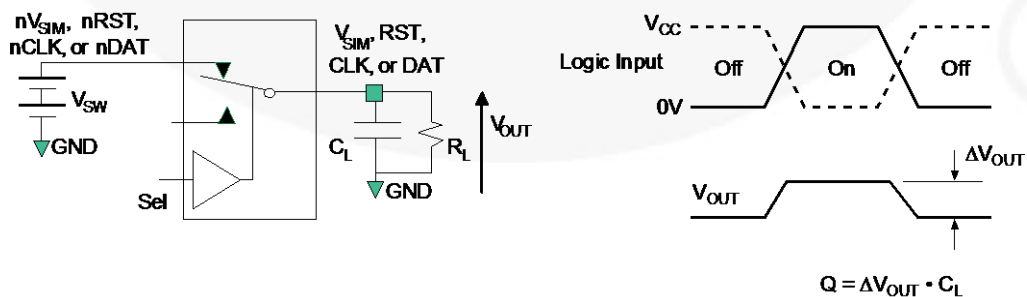 nV_SIM, nRST,
nCLK, or nDAT
V_SW
GND
Sel
V_SIM, RST,
CLK, or DAT
C_L
R_L
GND
V_OUT
V_CC
Logic Input
Off
On
Off
0V
V_OUT
ΔV_OUT
Q = ΔV_OUT • C_L